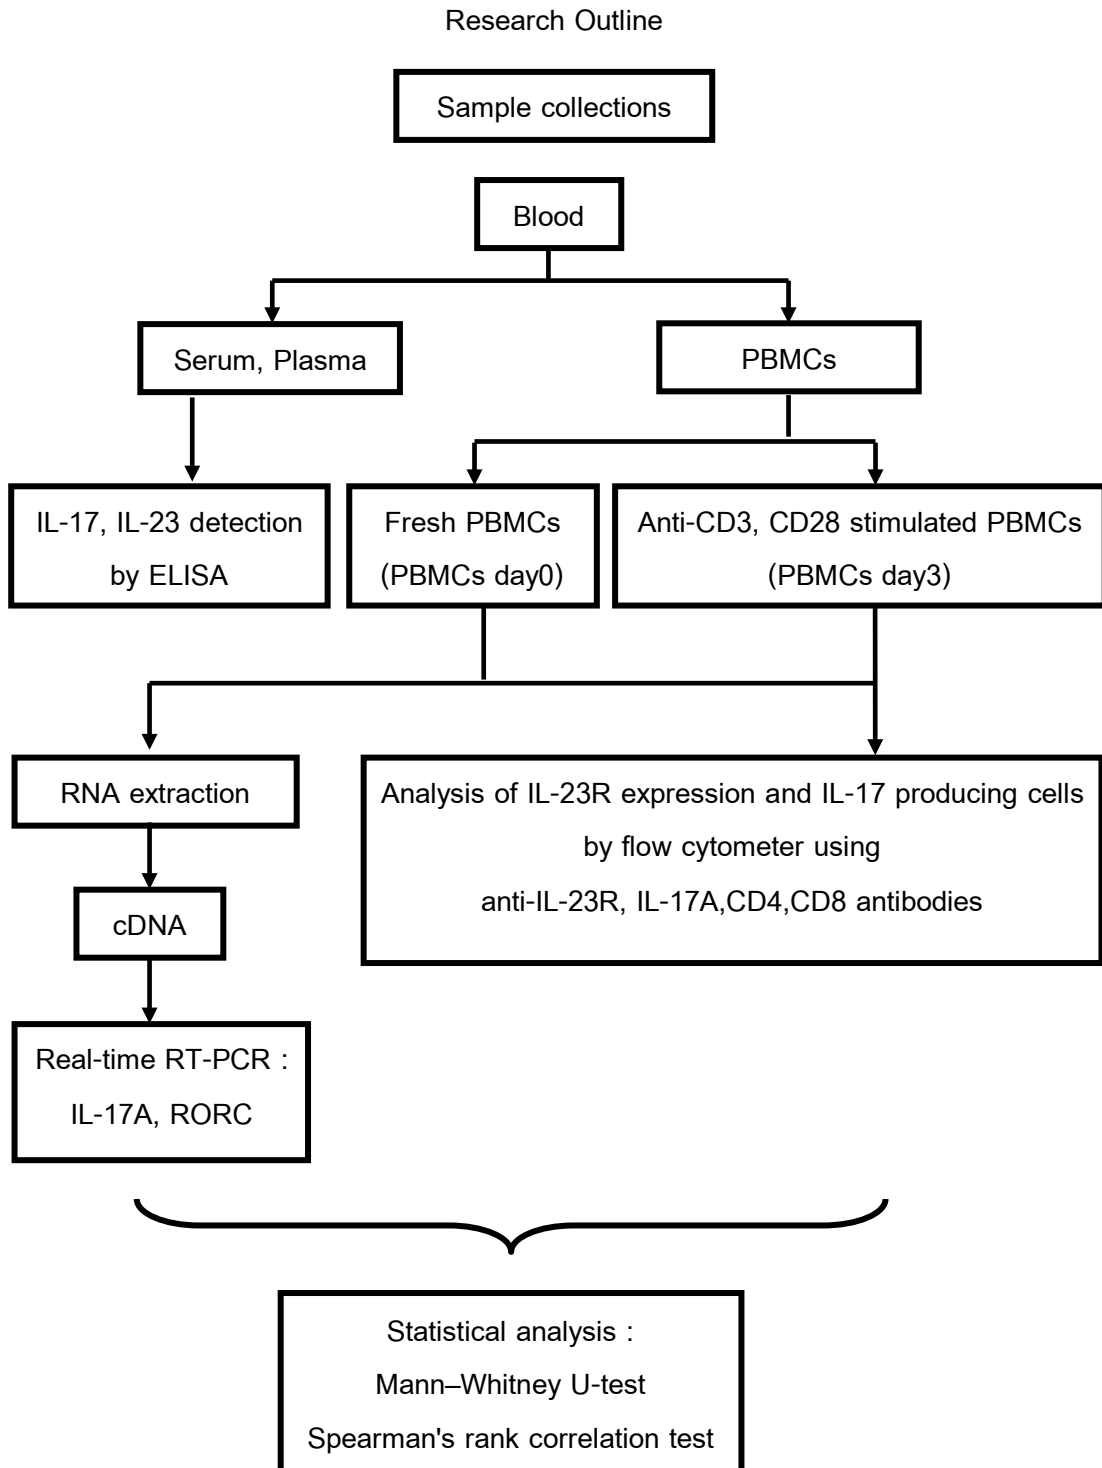 Research Outline
Sample collections
Blood
Serum, Plasma
PBMCs
IL-17, IL-23 detection
by ELISA
Fresh PBMCs
(PBMCs day0)
Anti-CD3, CD28 stimulated PBMCs
(PBMCs day3)
RNA extraction
Analysis of IL-23R expression and IL-17 producing cells
by flow cytometer using
anti-IL-23R, IL-17A,CD4,CD8 antibodies
cDNA
Real-time RT-PCR :
IL-17A, RORC
Statistical analysis :
Mann–Whitney U-test
Spearman's rank correlation test